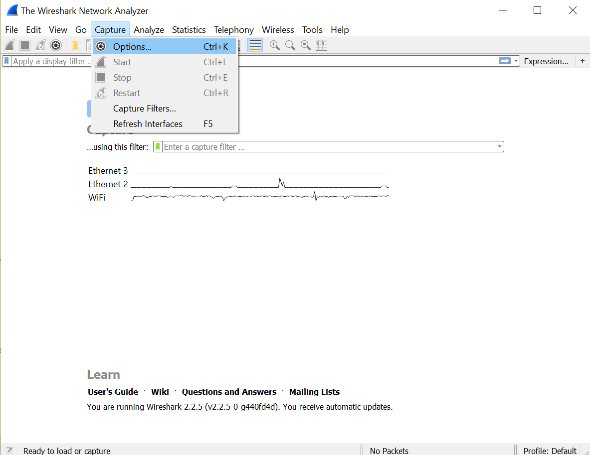 The Wireshark Network Analyzer
File Edit View Go Capture Analyze Statistics Telephony Wireless Tools Help
Options... Ctrl+K
Start Ctrl+E
Stop Ctrl+E
Restart Ctrl+R
Capture Filters...
Refresh Interfaces F5
Apply a display filter
Expression... +
...using this filter: Enter a capture filter ...
Ethernet 3
Ethernet 2
WiFi
Learn
User's Guide · Wiki · Questions and Answers · Mailing Lists
You are running Wireshark 2.2.5 (v2.2.5-0-g440fd4d). You receive automatic updates.
Ready to load or capture No Packets Profile: Default